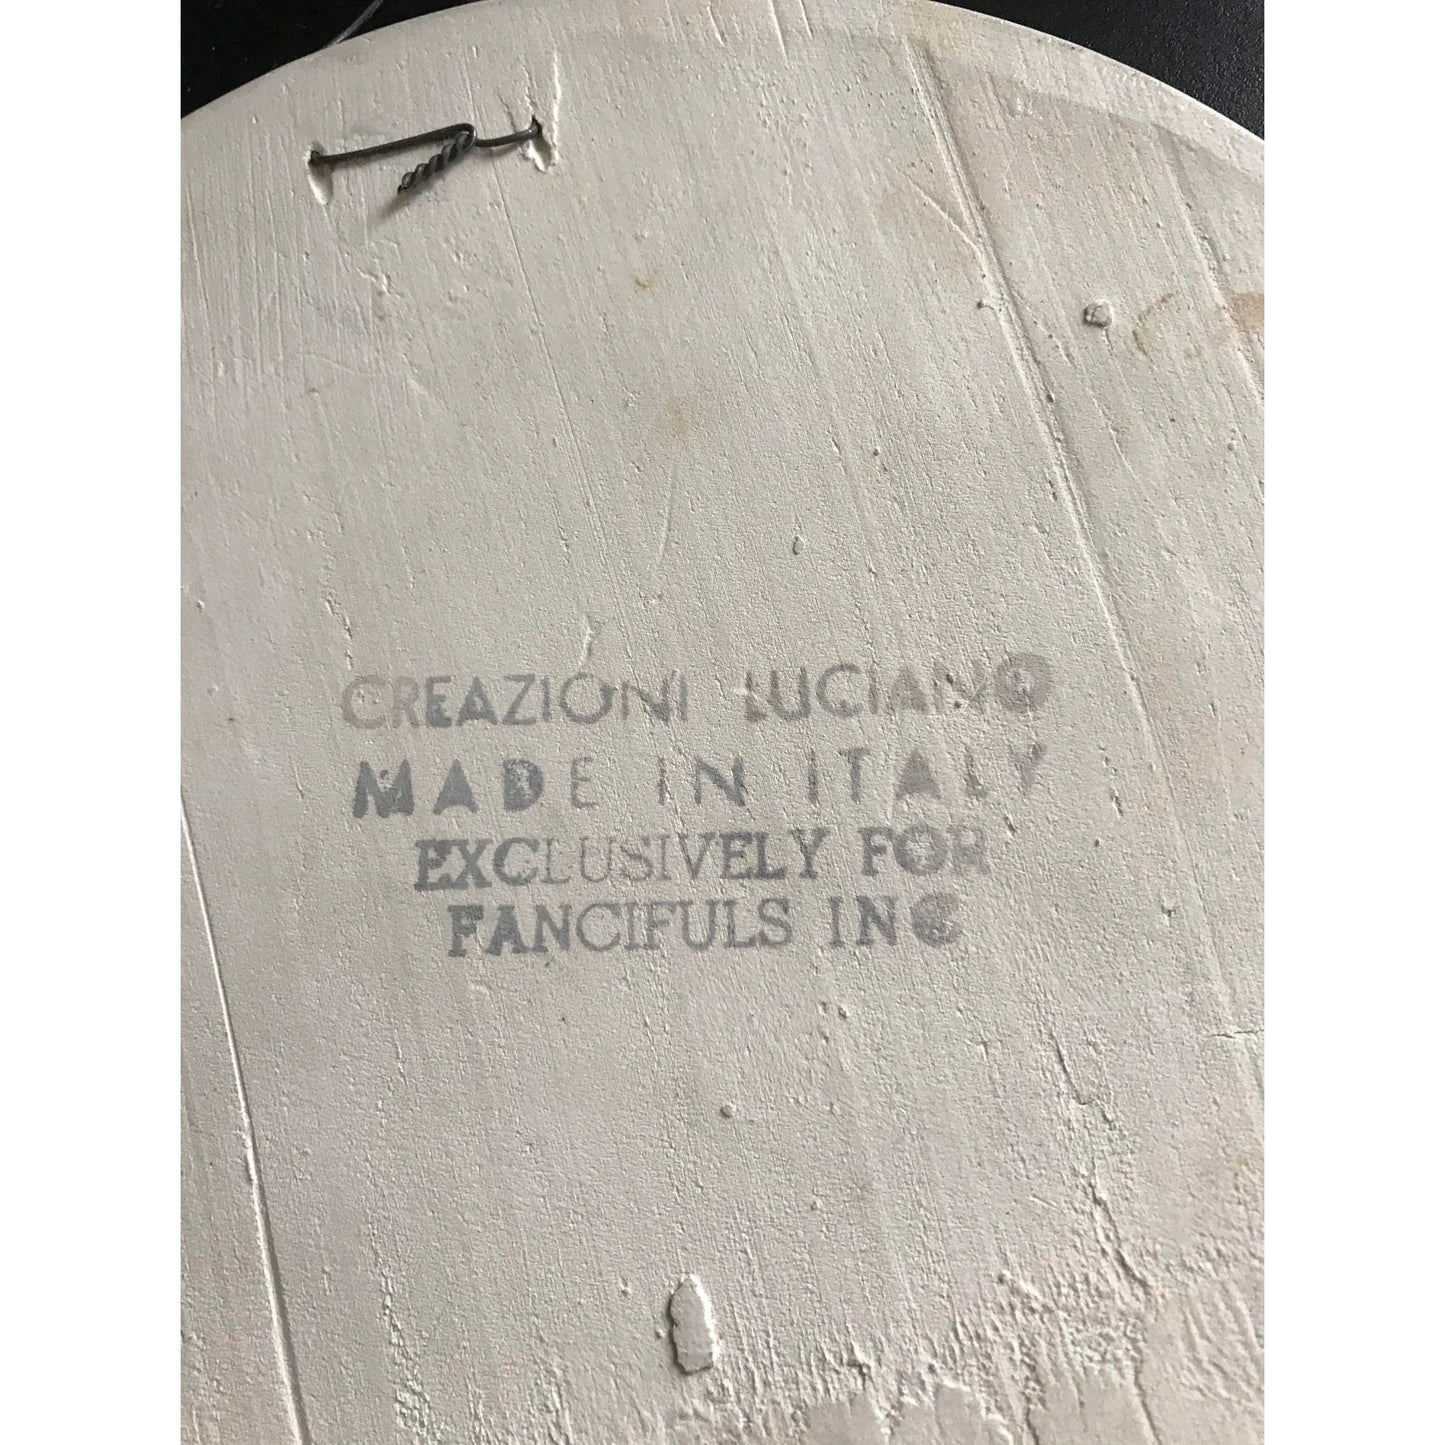 CREAZIONI LUCIANO
MADE IN ITALY
EXCLUSIVELY FOR
FANCIFULS INC